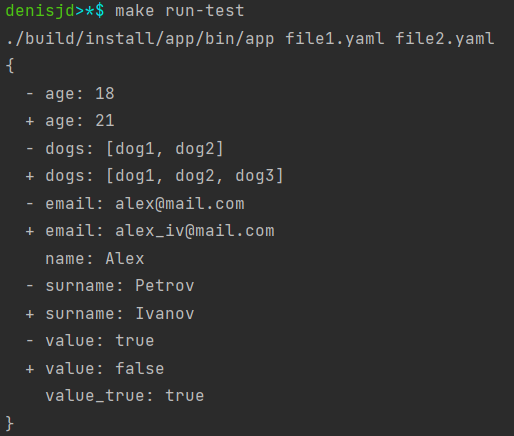 denisjd>*$ make run-test
./build/install/app/bin/app file1.yaml file2.yaml
{
  - age: 18
  + age: 21
  - dogs: [dog1, dog2]
  + dogs: [dog1, dog2, dog3]
  - email: alex@mail.com
  + email: alex_iv@mail.com
    name: Alex
  - surname: Petrov
  + surname: Ivanov
  - value: true
  + value: false
    value_true: true
}